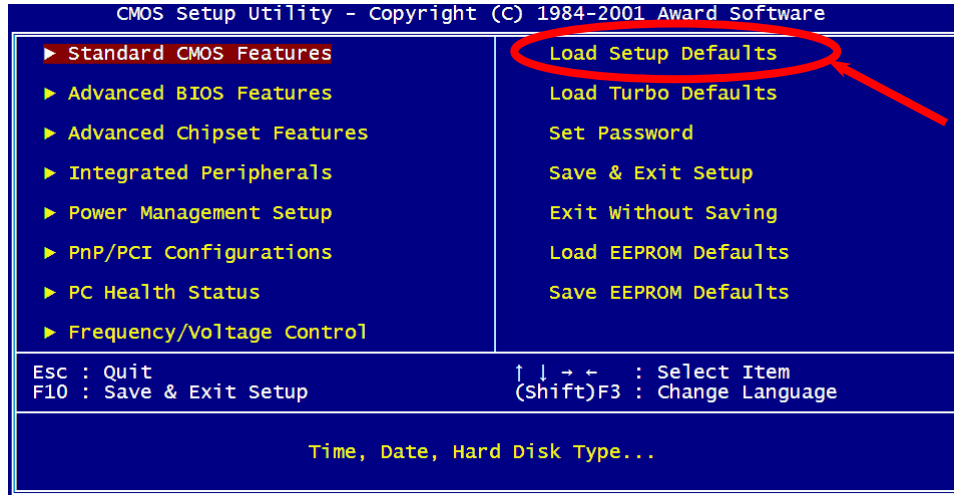 CMOS Setup Utility - Copyright (C) 1984-2001 Award Software
▶ Standard CMOS Features
▶ Advanced BIOS Features
▶ Advanced Chipset Features
▶ Integrated Peripherals
▶ Power Management Setup
▶ PnP/PCI Configurations
▶ PC Health Status
▶ Frequency/Voltage Control
Load Setup Defaults
Load Turbo Defaults
Set Password
Save & Exit Setup
Exit Without Saving
Load EEPROM Defaults
Save EEPROM Defaults
Esc : Quit
F10 : Save & Exit Setup
↑ ↓ → ← : Select Item
(Shift)F3 : Change Language
Time, Date, Hard Disk Type...